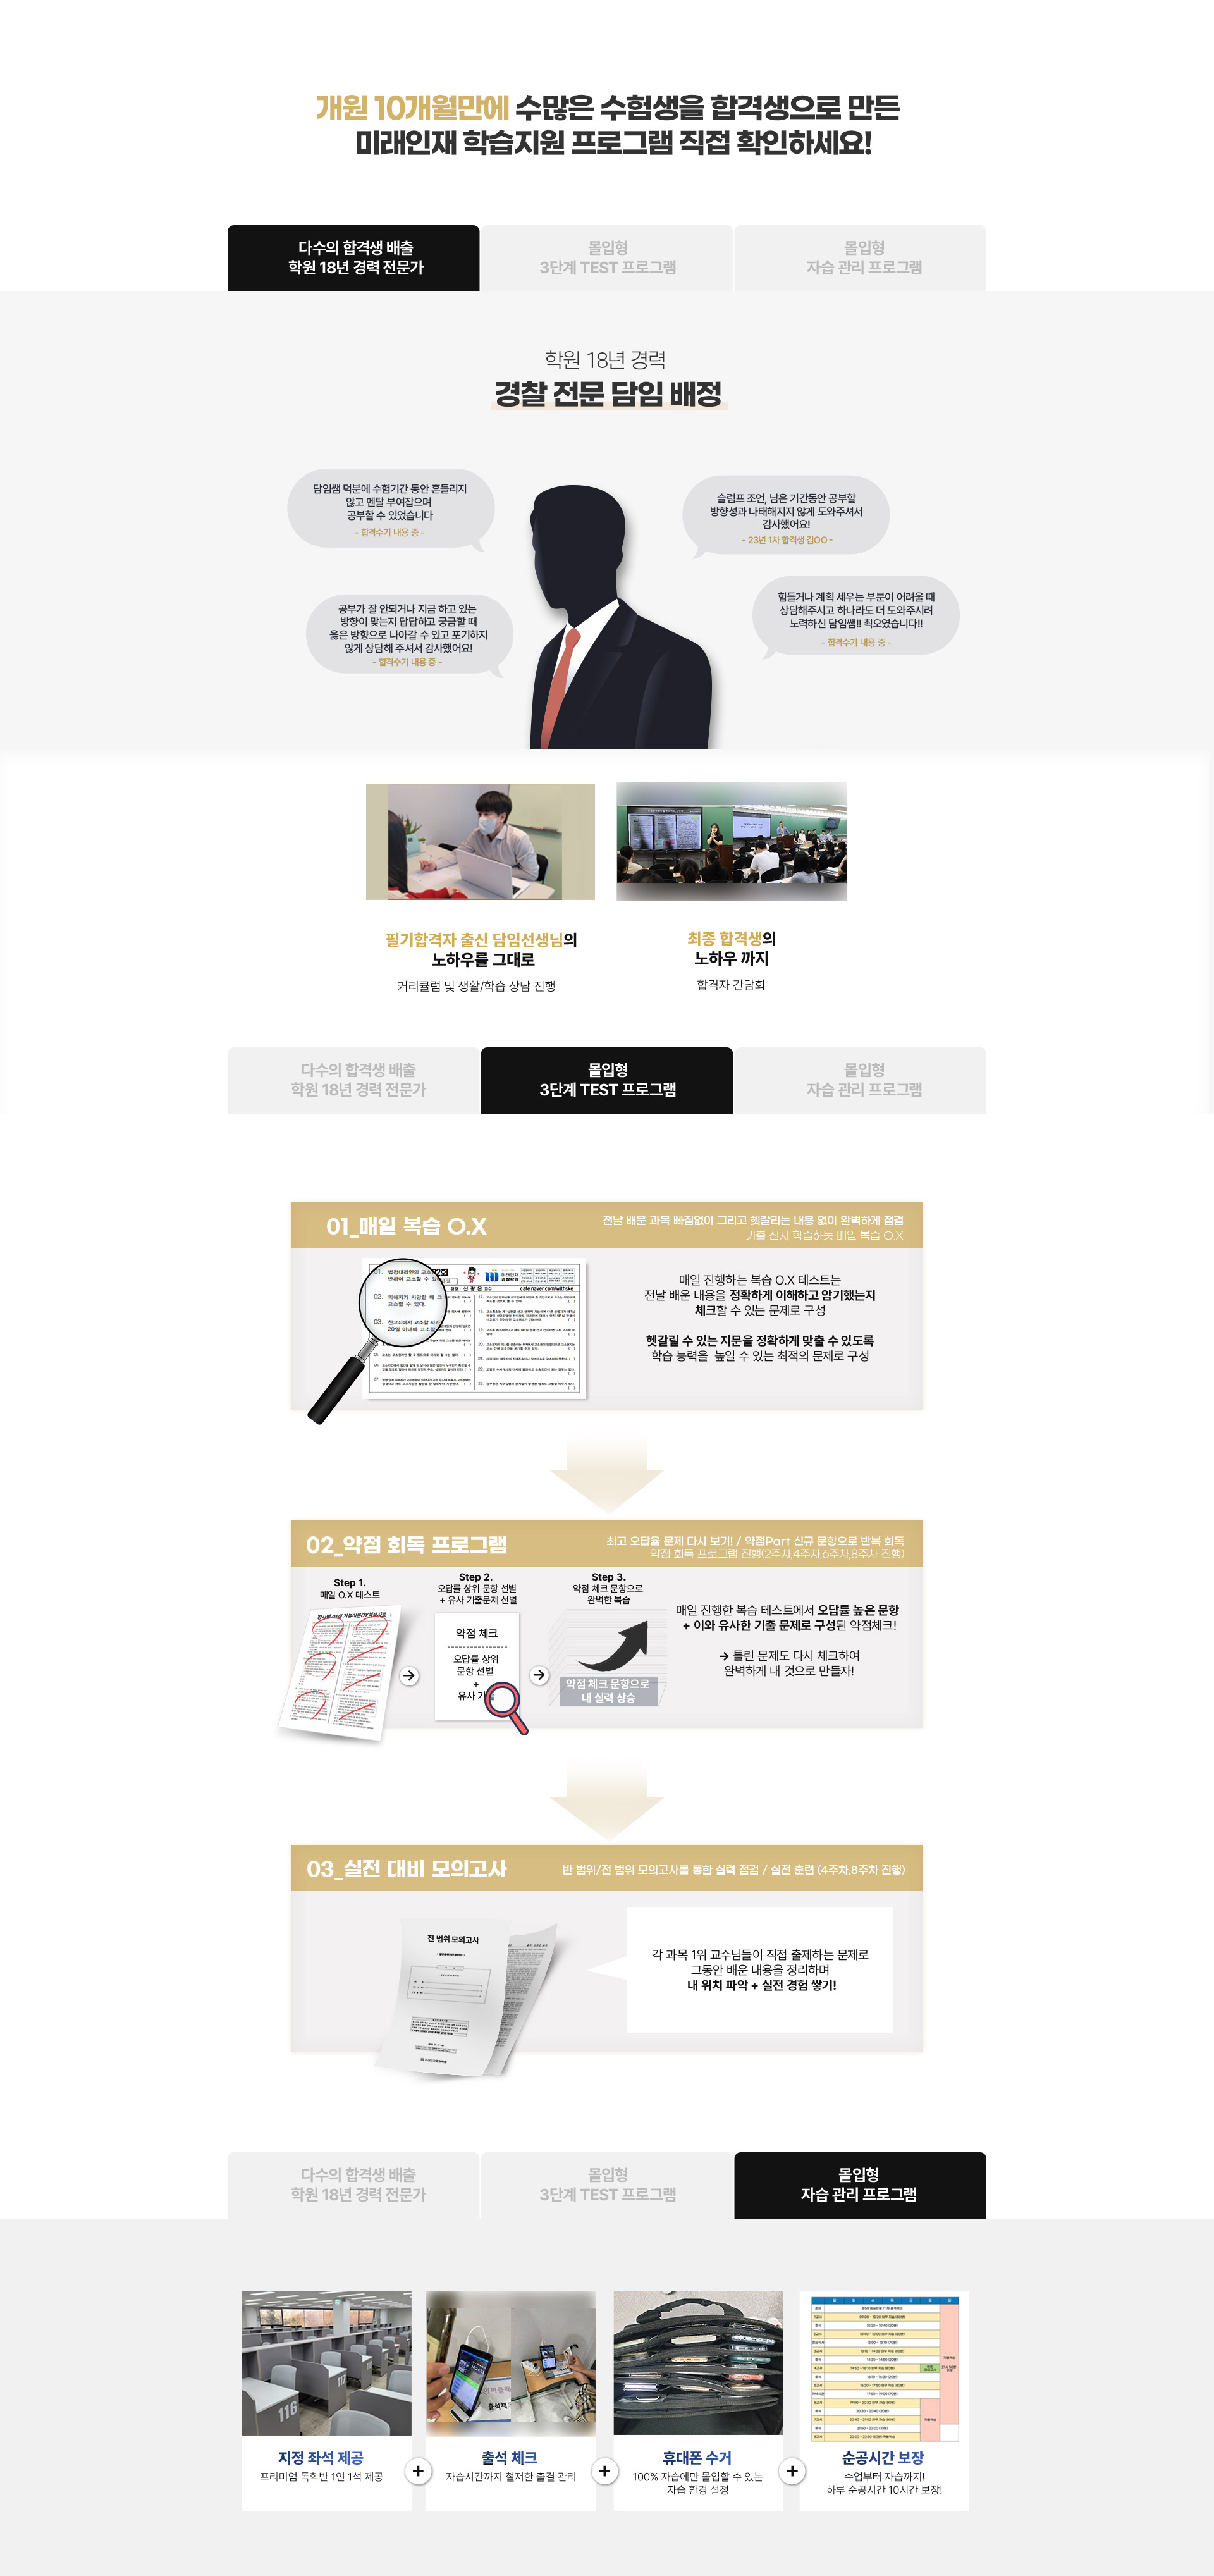 개원 10개월만에 수많은 수험생을 합격생으로 만든
미래인재 학습지원 프로그램 직접 확인하세요!
다수의 합격생 배출
학원 18년 경력 전문가
몰입형
3단계 TEST 프로그램
몰입형
자습 관리 프로그램
학원 18년 경력
경찰 전문 담임 배정
담임쌤 덕분에 수험기간 동안 흔들리지
않고 멘탈 부여잡으며
공부할 수 있었습니다
- 합격수기 내용 중 -
슬럼프 조언, 남은 기간동안 공부할
방향성과 나태해지지 않게 도와주셔서
감사했어요!
- 23년 1차 합격생 김OO -
공부가 잘 안되거나 지금 하고 있는
방향이 맞는지 답답하고 궁금할 때
옳은 방향으로 나아갈 수 있고 포기하지
않게 상담해 주셔서 감사했어요!
- 합격수기 내용 중 -
힘들거나 계획 세우는 부분이 어려울 때
상담해주시고 하나라도 더 도와주시려
노력하신 담임쌤!! 쵝오였습니다!!
- 합격수기 내용 중 -
필기합격자 출신 담임선생님의
노하우를 그대로
커리큘럼 및 생활/학습 상담 진행
최종 합격생의
노하우 까지
합격자 간담회
다수의 합격생 배출
학원 18년 경력 전문가
몰입형
3단계 TEST 프로그램
몰입형
자습 관리 프로그램
01_매일 복습 O.X
전날 배운 과목 빠짐없이 그리고 헷갈리는 내용 없이 완벽하게 점검
기출 선지 학습하듯 매일 복습 O.X
매일 진행하는 복습 O.X 테스트는
전날 배운 내용을 정확하게 이해하고 암기했는지
체크할 수 있는 문제로 구성
헷갈릴 수 있는 지문을 정확하게 맞출 수 있도록
학습 능력을 높일 수 있는 최적의 문제로 구성
02_약점 회독 프로그램
최고 오답율 문제 다시 보기! / 약점Part 신규 문항으로 반복 회독
약점 회독 프로그램 진행(2주차,4주차,6주차,8주차 진행)
Step 1.
매일 O.X 테스트
Step 2.
오답률 상위 문항 선별
+ 유사 기출문제 선별
약점 체크
오답률 상위
문항 선별
+
유사 기
Step 3.
약점 체크 문항으로
완벽한 복습
약점 체크 문항으로
내 실력 상승
매일 진행한 복습 테스트에서 오답률 높은 문항
+ 이와 유사한 기출 문제로 구성된 약점체크!
→ 틀린 문제도 다시 체크하여
완벽하게 내 것으로 만들자!
03_실전 대비 모의고사
반 범위/전 범위 모의고사를 통한 실력 점검 / 실전 훈련 (4주차,8주차 진행)
전 범위 모의고사
각 과목 1위 교수님들이 직접 출제하는 문제로
그동안 배운 내용을 정리하며
내 위치 파악 + 실전 경험 쌓기!
다수의 합격생 배출
학원 18년 경력 전문가
몰입형
3단계 TEST 프로그램
몰입형
자습 관리 프로그램
116
지정 좌석 제공
프리미엄 독학반 1인 1석 제공
출석 체크
자습시간까지 철저한 출결 관리
휴대폰 수거
100% 자습에만 몰입할 수 있는
자습 환경 설정
순공시간 보장
수업부터 자습까지!
하루 순공시간 10시간 보장!